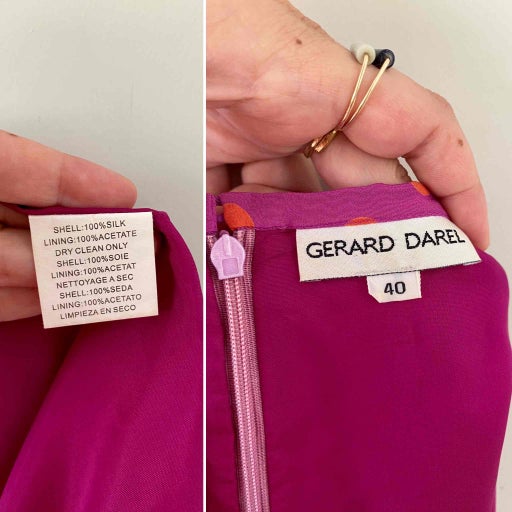 SHELL:100%SILK
LINING:100%ACETATE
DRY CLEAN ONLY
SHELL:100%SOIE
LINING:100%ACETAT
NETTOYAGE A SEC
SHELL:100%SEDA
LINING:100%ACETATO
LIMPIEZA EN SECO
GERARD DAREL
40